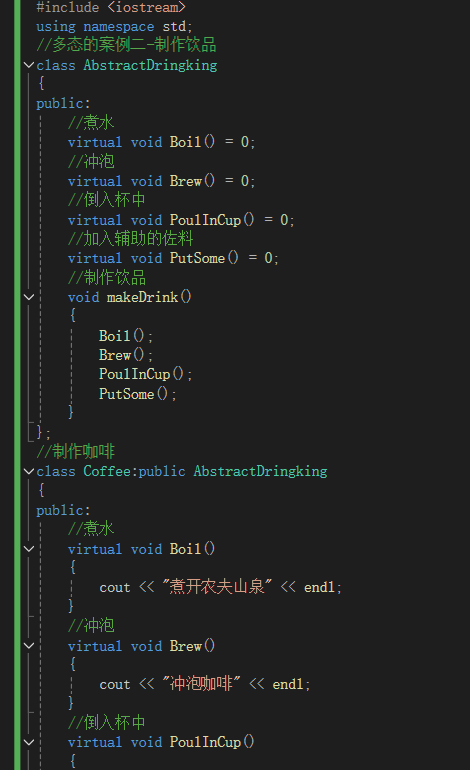 #include <iostream>
using namespace std;
//多态的案例二-制作饮品
class AbstractDringking
{
public:
//煮水
virtual void Boil() = 0;
//冲泡
virtual void Brew() = 0;
//倒入杯中
virtual void PoulInCup() = 0;
//加入辅助的佐料
virtual void PutSome() = 0;
//制作饮品
void makeDrink()
{
Boil();
Brew();
PoulInCup();
PutSome();
}
};
//制作咖啡
class Coffee:public AbstractDringking
{
public:
//煮水
virtual void Boil()
{
cout << "煮开农夫山泉" << endl;
}
//冲泡
virtual void Brew()
{
cout << "冲泡咖啡" << endl;
}
//倒入杯中
virtual void PoulInCup()
{